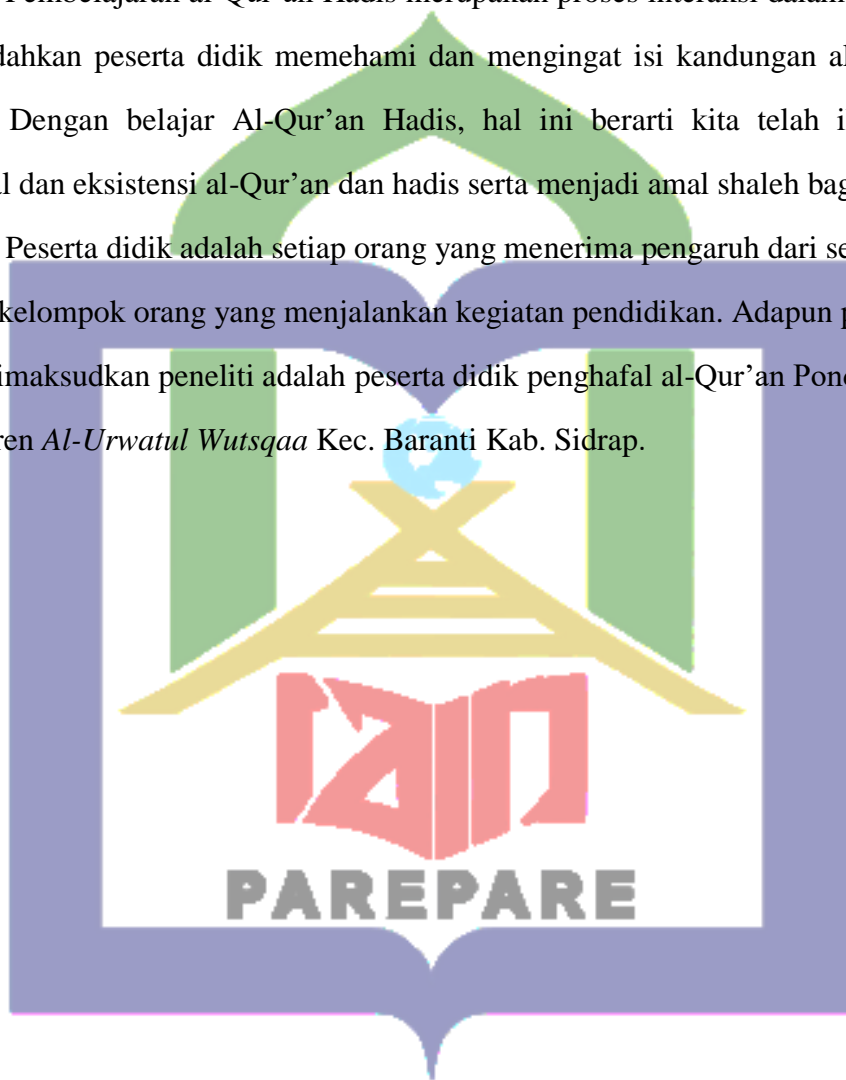 Pembelajaran al-Qur'an Hadis merupakan proses interaksi dalam
dahkan peserta didik memehami dan mengingat isi kandungan al
Dengan belajar Al-Qur'an Hadis, hal ini berarti kita telah i
l dan eksistensi al-Qur'an dan hadis serta menjadi amal shaleh bag
Peserta didik adalah setiap orang yang menerima pengaruh dari se
kelompok orang yang menjalankan kegiatan pendidikan. Adapun p
imaksudkan peneliti adalah peserta didik penghafal al-Qur'an Pond
ren Al-Urwatul Wutsqaa Kec. Baranti Kab. Sidrap.
iain
PAREPARE